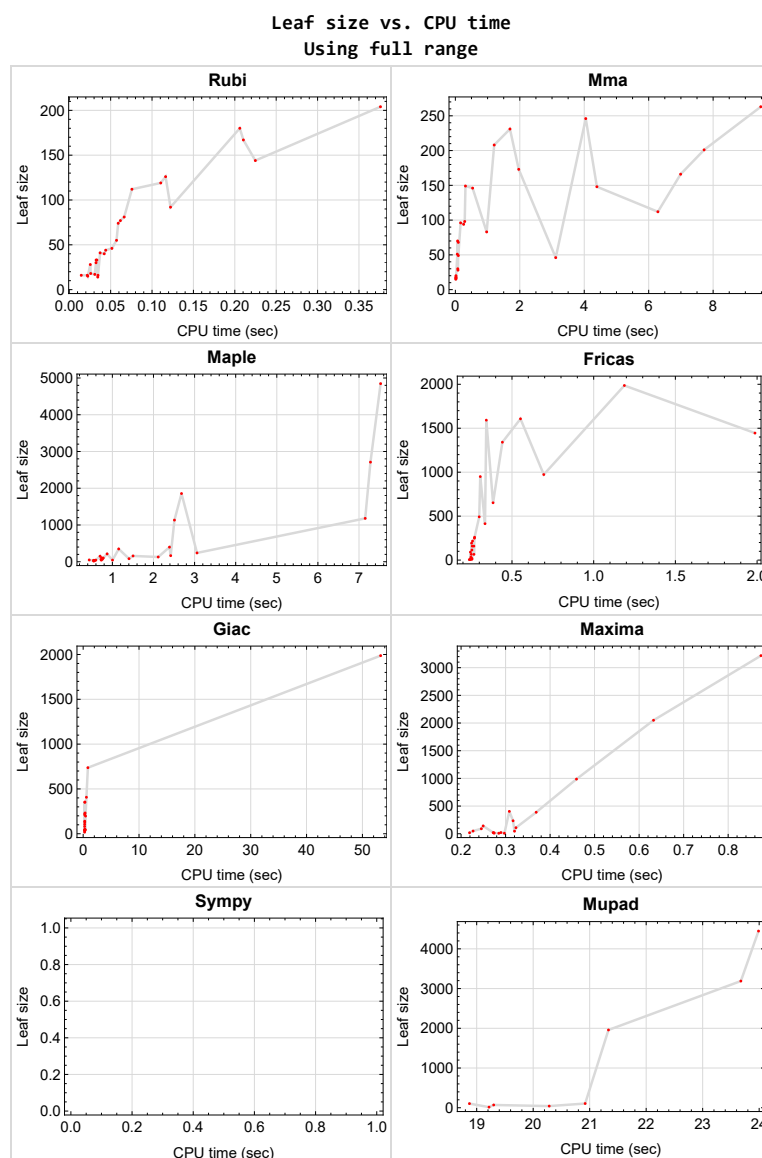 Leaf size vs. CPU time
Using full range
Rubi
Leaf size
200
150
100
50
0
0.00 0.05 0.10 0.15 0.20 0.25 0.30 0.35
CPU time (sec)
Mma
Leaf size
250
200
150
100
50
0
0 2 4 6 8
CPU time (sec)
Maple
Leaf size
5000
4000
3000
2000
1000
0
1 2 3 4 5 6 7
CPU time (sec)
Fricas
Leaf size
2000
1500
1000
500
0
0.5 1.0 1.5 2.0
CPU time (sec)
Giac
Leaf size
2000
1500
1000
500
0
0 10 20 30 40 50
CPU time (sec)
Maxima
Leaf size
3000
2500
2000
1500
1000
500
0
0.2 0.3 0.4 0.5 0.6 0.7 0.8
CPU time (sec)
Sympy
Leaf size
1.0
0.8
0.6
0.4
0.2
0.0
0.0 0.2 0.4 0.6 0.8 1.0
CPU time (sec)
Mupad
Leaf size
4000
3000
2000
1000
0
19 20 21 22 23 24
CPU time (sec)